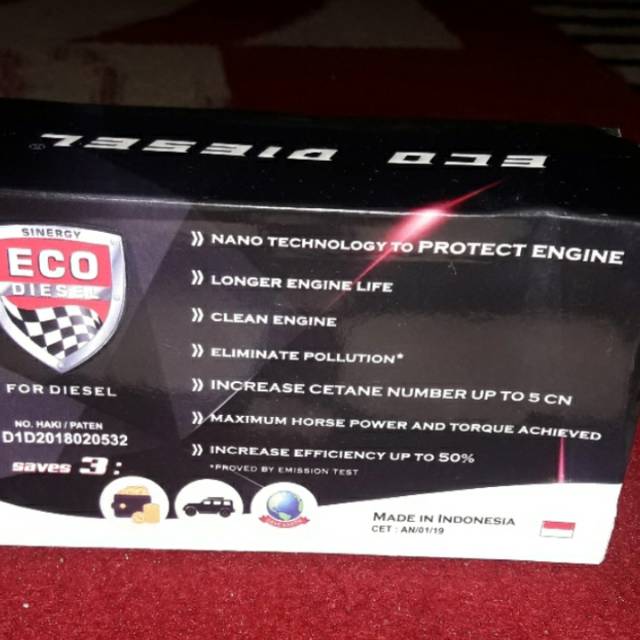 ECO DIESEL
SINERGY
ECO
DIESEL
FOR DIESEL
NO. HAKI / PATEN
D1D2018020532
saves 3 :
» NANO TECHNOLOGY TO PROTECT ENGINE
» LONGER ENGINE LIFE
» CLEAN ENGINE
» ELIMINATE POLLUTION*
» INCREASE CETANE NUMBER UP TO 5 CN
» MAXIMUM HORSE POWER AND TORQUE ACHIEVED
» INCREASE EFFICIENCY UP TO 50%
*PROVED BY EMISSION TEST
MADE IN INDONESIA
CET : AN/01/19